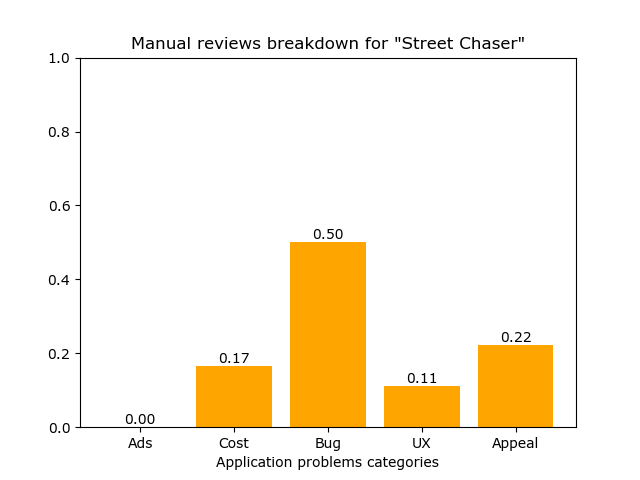 Manual reviews breakdown for "Street Chaser"
1.0
0.8
0.6
0.4
0.2
0.0
0.00
0.17
0.50
0.11
0.22
Ads
Cost
Bug
UX
Appeal
Application problems categories